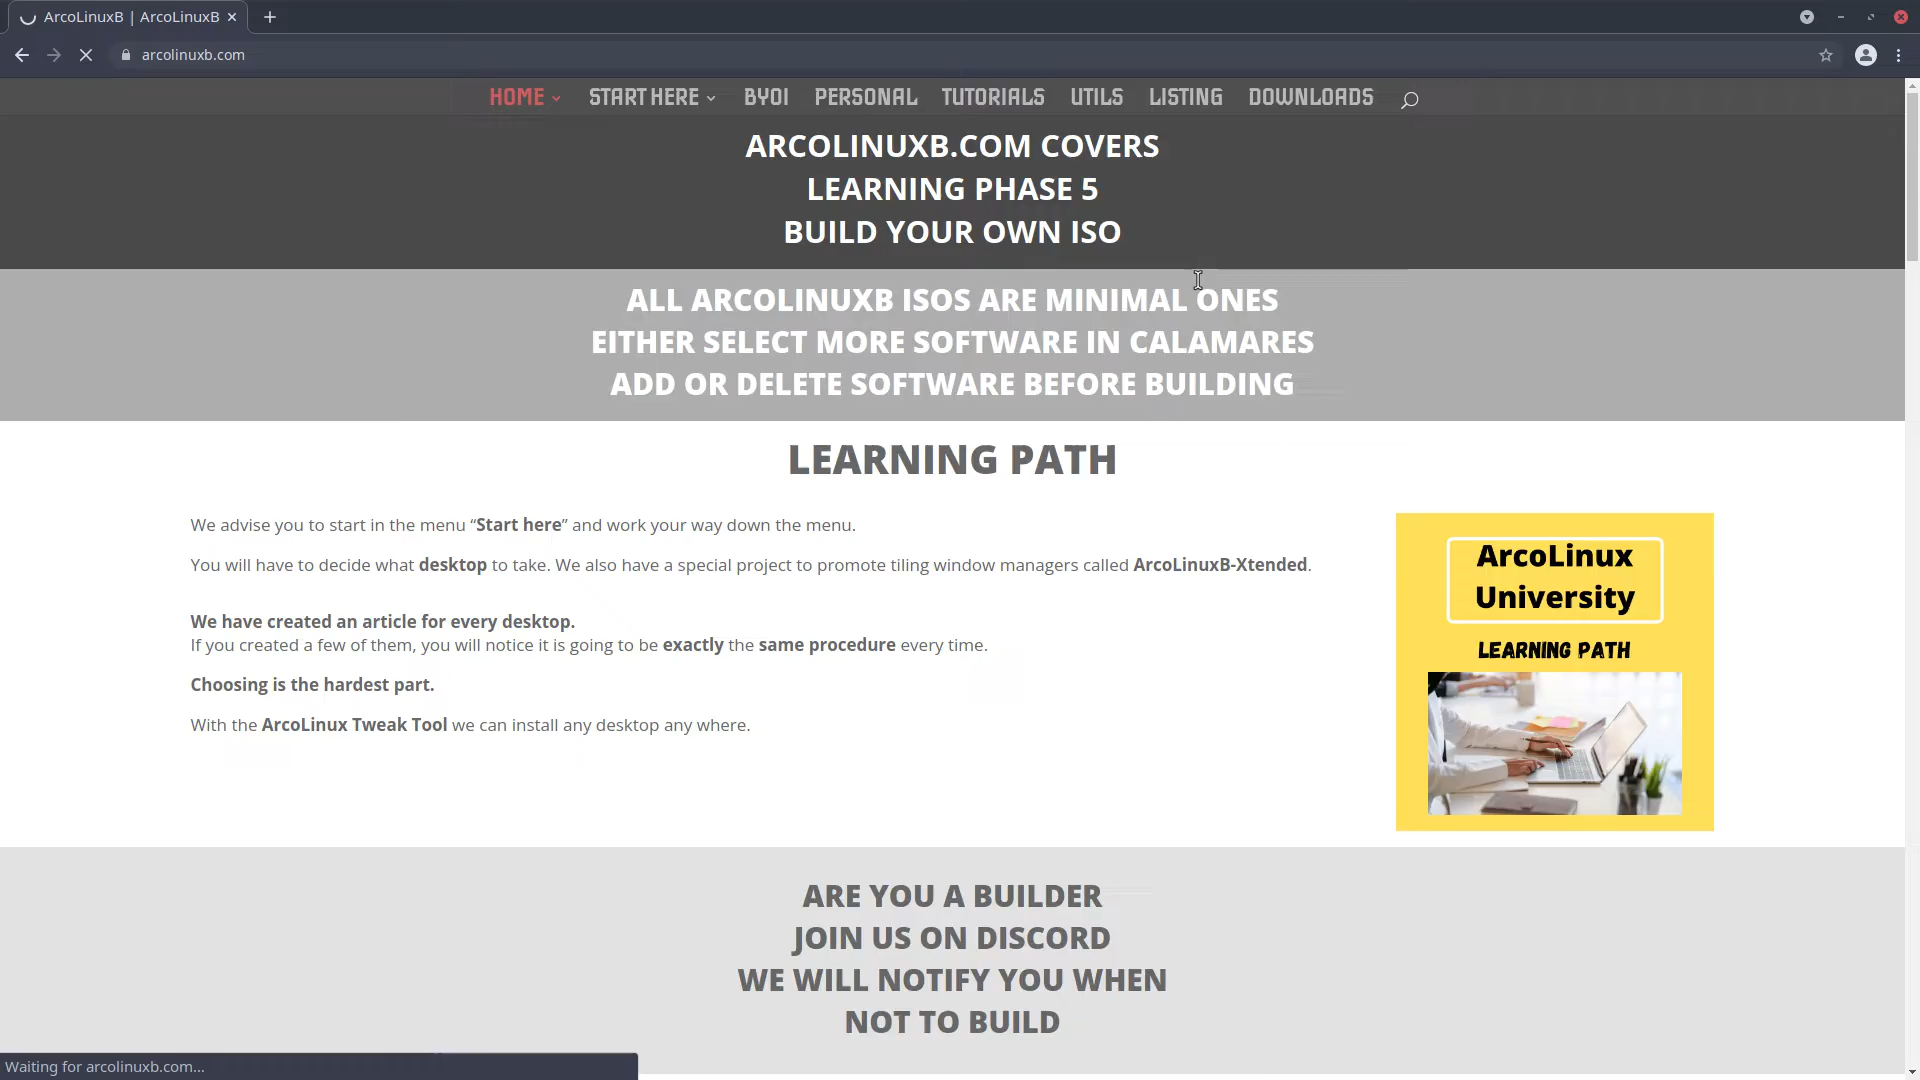 ArcoLinuxB | ArcoLinuxB
arcolinuxb.com
HOME START HERE BYOI PERSONAL TUTORIALS UTILS LISTING DOWNLOADS
ARCOLINUXB.COM COVERS
LEARNING PHASE 5
BUILD YOUR OWN ISO
ALL ARCOLINUXB ISOS ARE MINIMAL ONES
EITHER SELECT MORE SOFTWARE IN CALAMARES
ADD OR DELETE SOFTWARE BEFORE BUILDING
LEARNING PATH
We advise you to start in the menu “Start here” and work your way down the menu.
You will have to decide what desktop to take. We also have a special project to promote tiling window managers called ArcoLinuxB-Xtended.
We have created an article for every desktop.
If you created a few of them, you will notice it is going to be exactly the same procedure every time.
Choosing is the hardest part.
With the ArcoLinux Tweak Tool we can install any desktop any where.
ArcoLinux
University
LEARNING PATH
ARE YOU A BUILDER
JOIN US ON DISCORD
WE WILL NOTIFY YOU WHEN
NOT TO BUILD
Waiting for arcolinuxb.com...